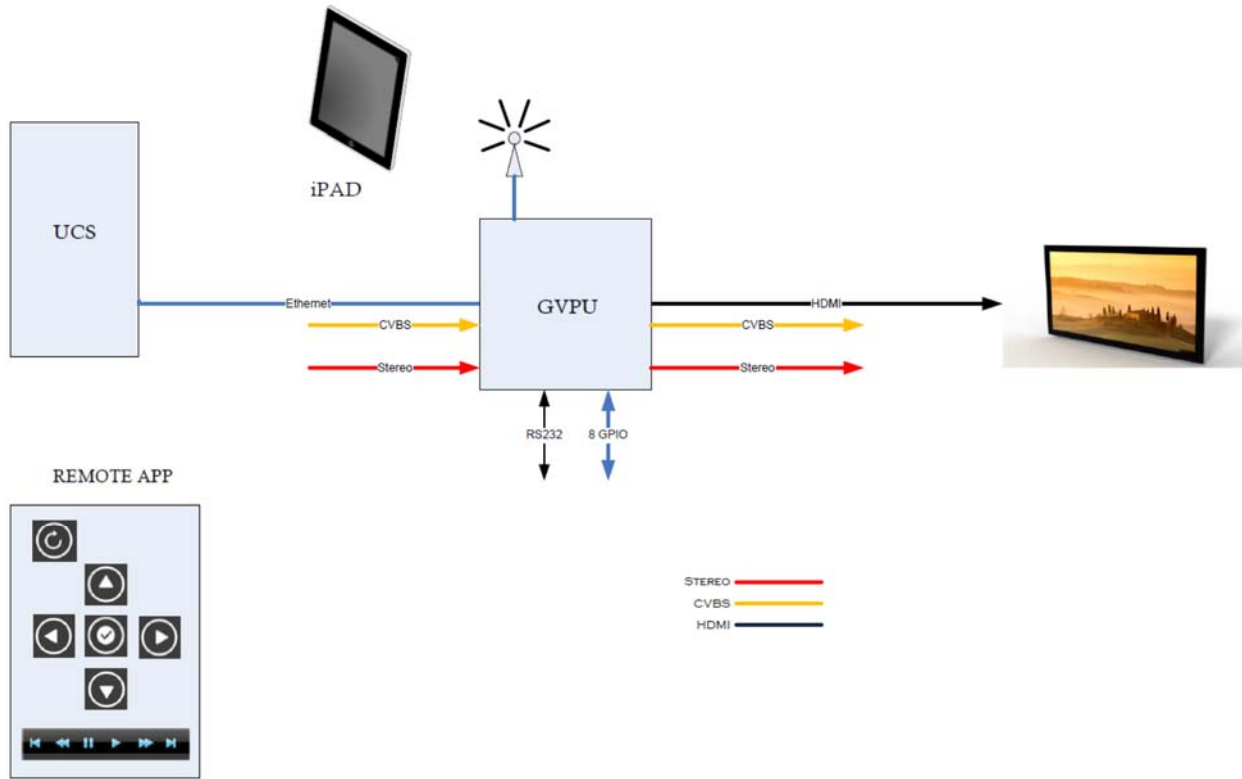 iPAD
UCS
GVPU
Ethernet
HDMI
CVBS
CVBS
Stereo
Stereo
RS232
8 GPIO
REMOTE APP
STEREO
CVBS
HDMI